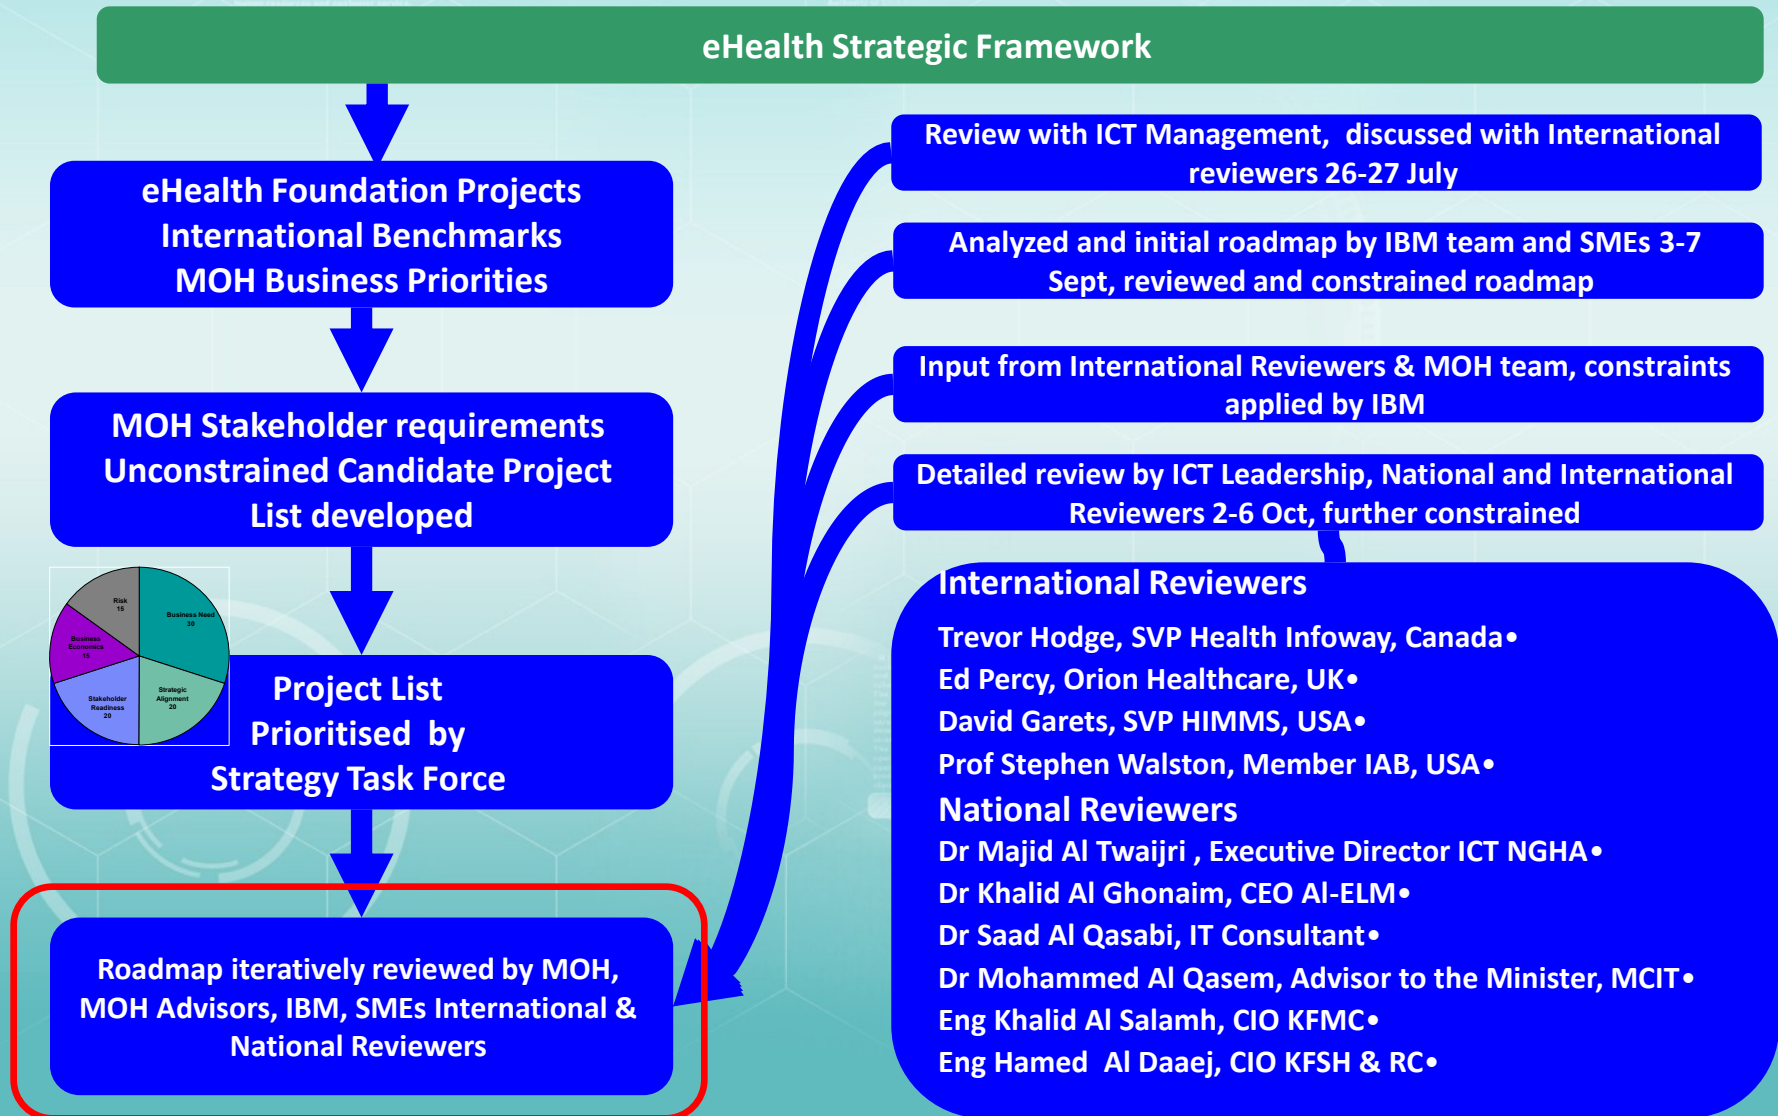 eHealth Strategic Framework
eHealth Foundation Projects
International Benchmarks
MOH Business Priorities
MOH Stakeholder requirements
Unconstrained Candidate Project
List developed
Risk
15
Business Need
30
Business
Economics
15
Stakeholder
Readiness
20
Strategic
Alignment
20
Project List
Prioritised by
Strategy Task Force
Roadmap iteratively reviewed by MOH,
MOH Advisors, IBM, SMEs International &
National Reviewers
Review with ICT Management, discussed with International
reviewers 26-27 July
Analyzed and initial roadmap by IBM team and SMEs 3-7
Sept, reviewed and constrained roadmap
Input from International Reviewers & MOH team, constraints
applied by IBM
Detailed review by ICT Leadership, National and International
Reviewers 2-6 Oct, further constrained
International Reviewers
Trevor Hodge, SVP Health Infoway, Canada•
Ed Percy, Orion Healthcare, UK•
David Garets, SVP HIMMS, USA•
Prof Stephen Walston, Member IAB, USA•
National Reviewers
Dr Majid Al Twaijri , Executive Director ICT NGHA•
Dr Khalid Al Ghonaim, CEO Al-ELM•
Dr Saad Al Qasabi, IT Consultant•
Dr Mohammed Al Qasem, Advisor to the Minister, MCIT•
Eng Khalid Al Salamh, CIO KFMC•
Eng Hamed Al Daaej, CIO KFSH & RC•